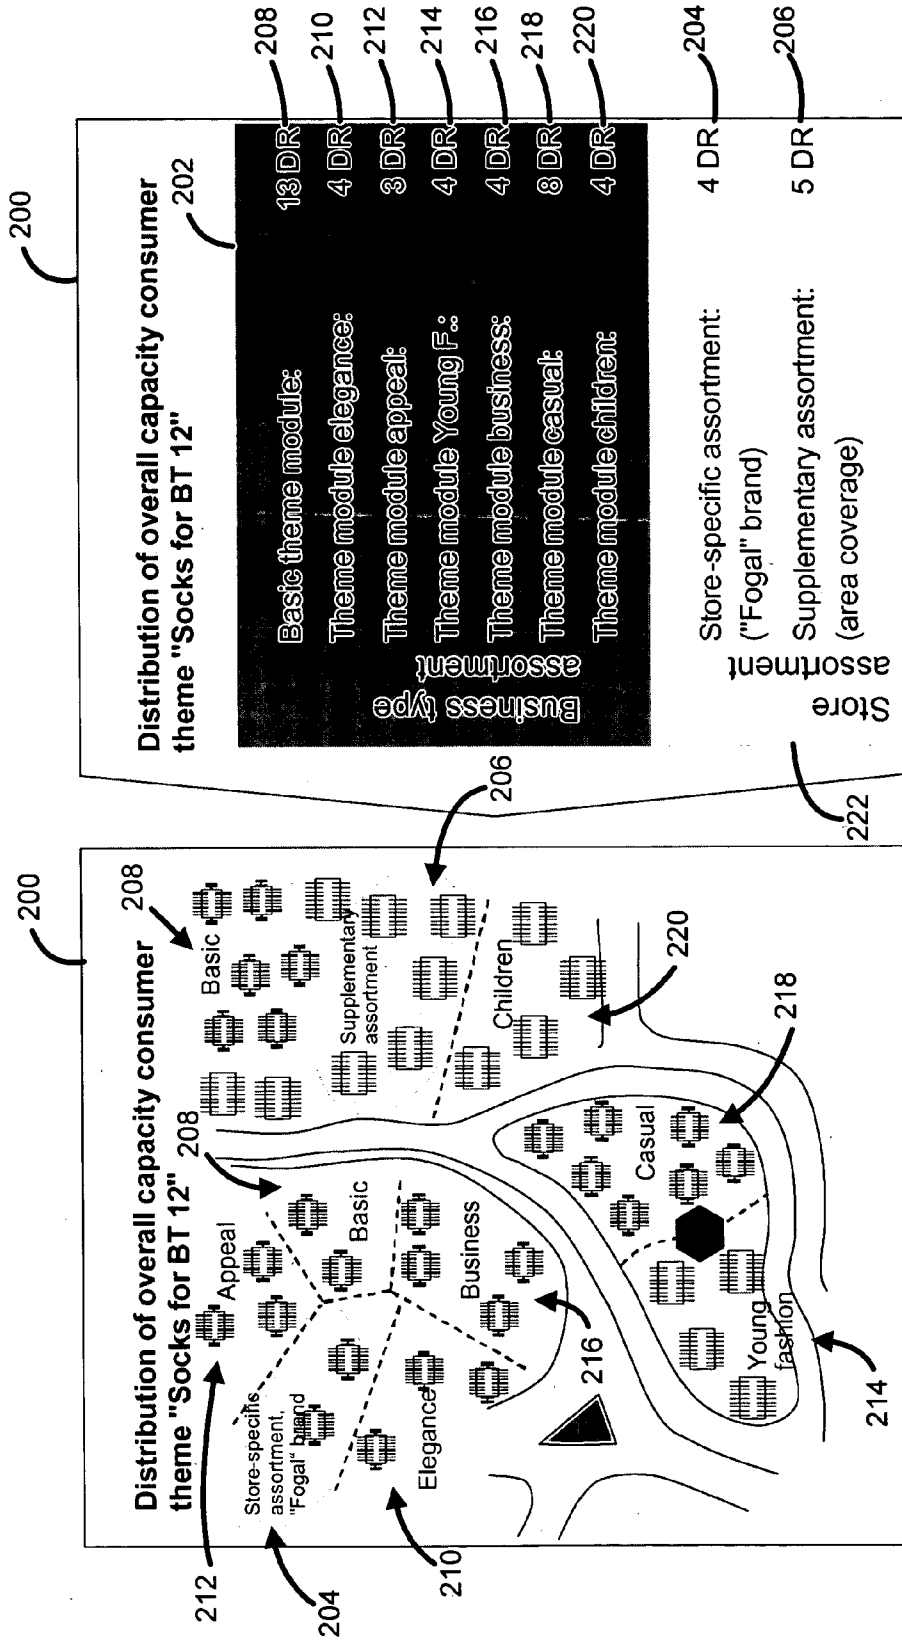 200
Distribution of overall capacity consumer
theme "Socks for BT 12"
212
204
210
Store-specific
assortment,
"Fogal" brand
Appeal
208
Basic
Elegance
Business
216
Young
fashion
214
Casual
218
208
Basic
Supplementary
assortment
206
Children
220
200
Distribution of overall capacity consumer
theme "Socks for BT 12"
202
Business type
assortment
Basic theme module: 13 DR 208
Theme module elegance: 4 DR 210
Theme module appeal: 3 DR 212
Theme module Young F.: 4 DR 214
Theme module business: 4 DR 216
Theme module casual: 8 DR 218
Theme module children: 4 DR 220
222
Store
assortment
Store-specific assortment: 4 DR 204
("Fogal" brand)
Supplementary assortment: 5 DR 206
(area coverage)